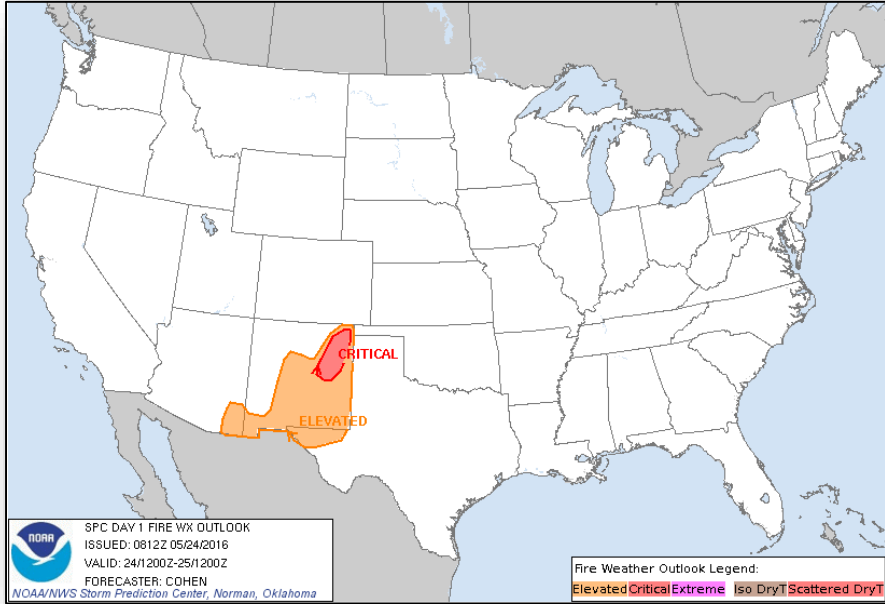 CRITICAL
ELEVATED
NOAA
SPC DAY 1 FIRE WX OUTLOOK
ISSUED: 0812Z 05/24/2016
VALID: 24/1200Z-25/1200Z
FORECASTER: COHEN
NOAA/NWS Storm Prediction Center, Norman, Oklahoma
Fire Weather Outlook Legend:
Elevated Critical Extreme Iso DryT Scattered DryT